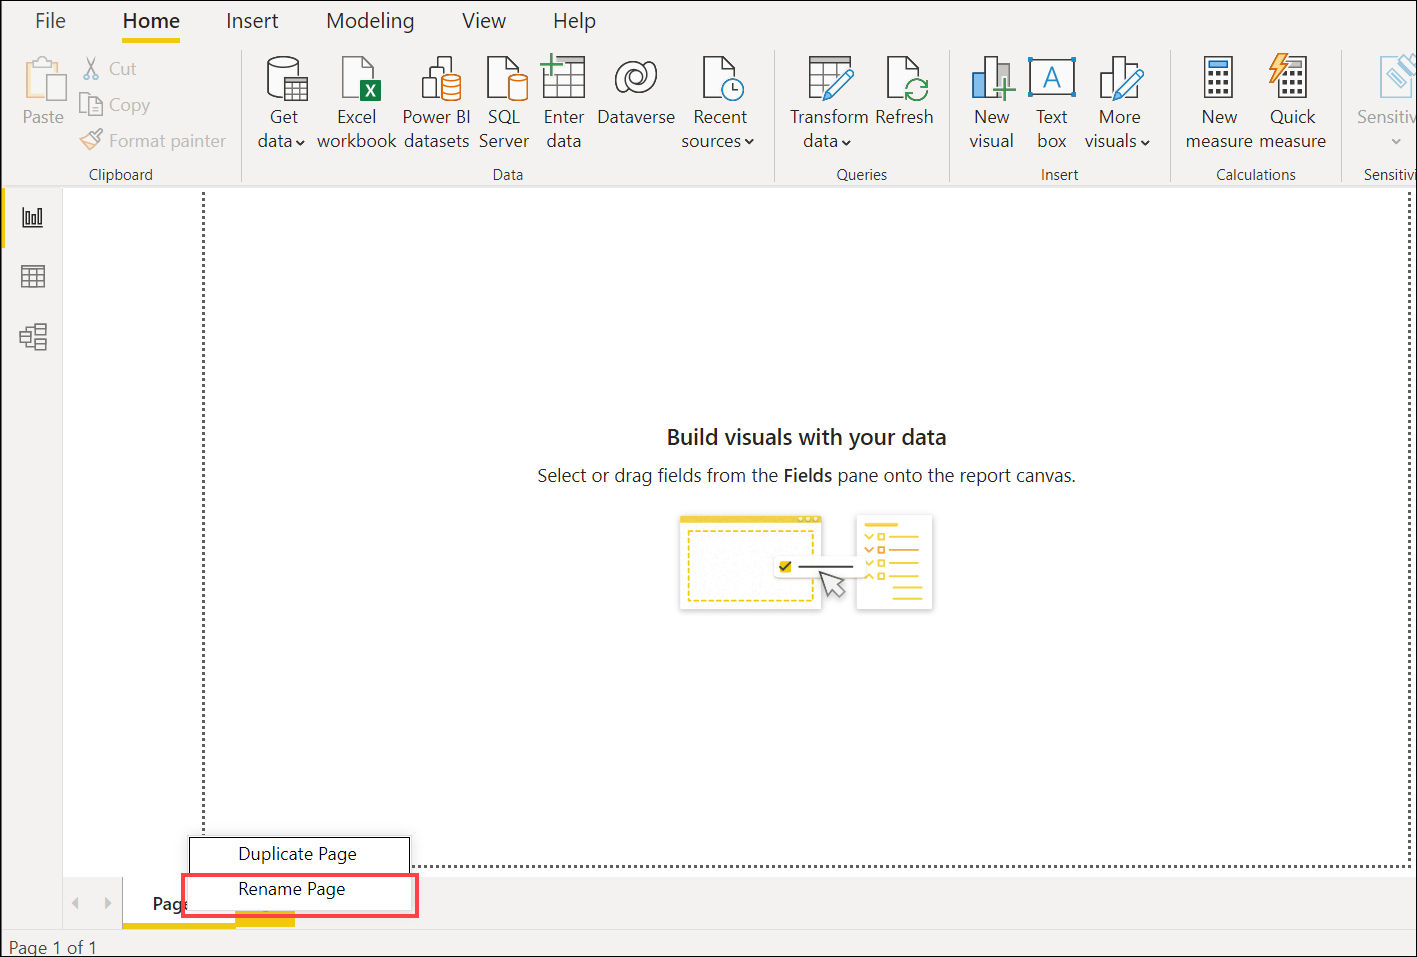 File Home Insert Modeling View Help
Paste
Cut
Copy
Format painter
Clipboard
Get data
Excel workbook
Power BI datasets
SQL Server
Enter data
Dataverse
Recent sources
Data
Transform data
Refresh
Queries
New visual
Text box
A
More visuals
Insert
New measure
Quick measure
Calculations
Sensitiv
Sensitivi
Build visuals with your data
Select or drag fields from the Fields pane onto the report canvas.
Duplicate Page
Rename Page
Page
Page 1 of 1